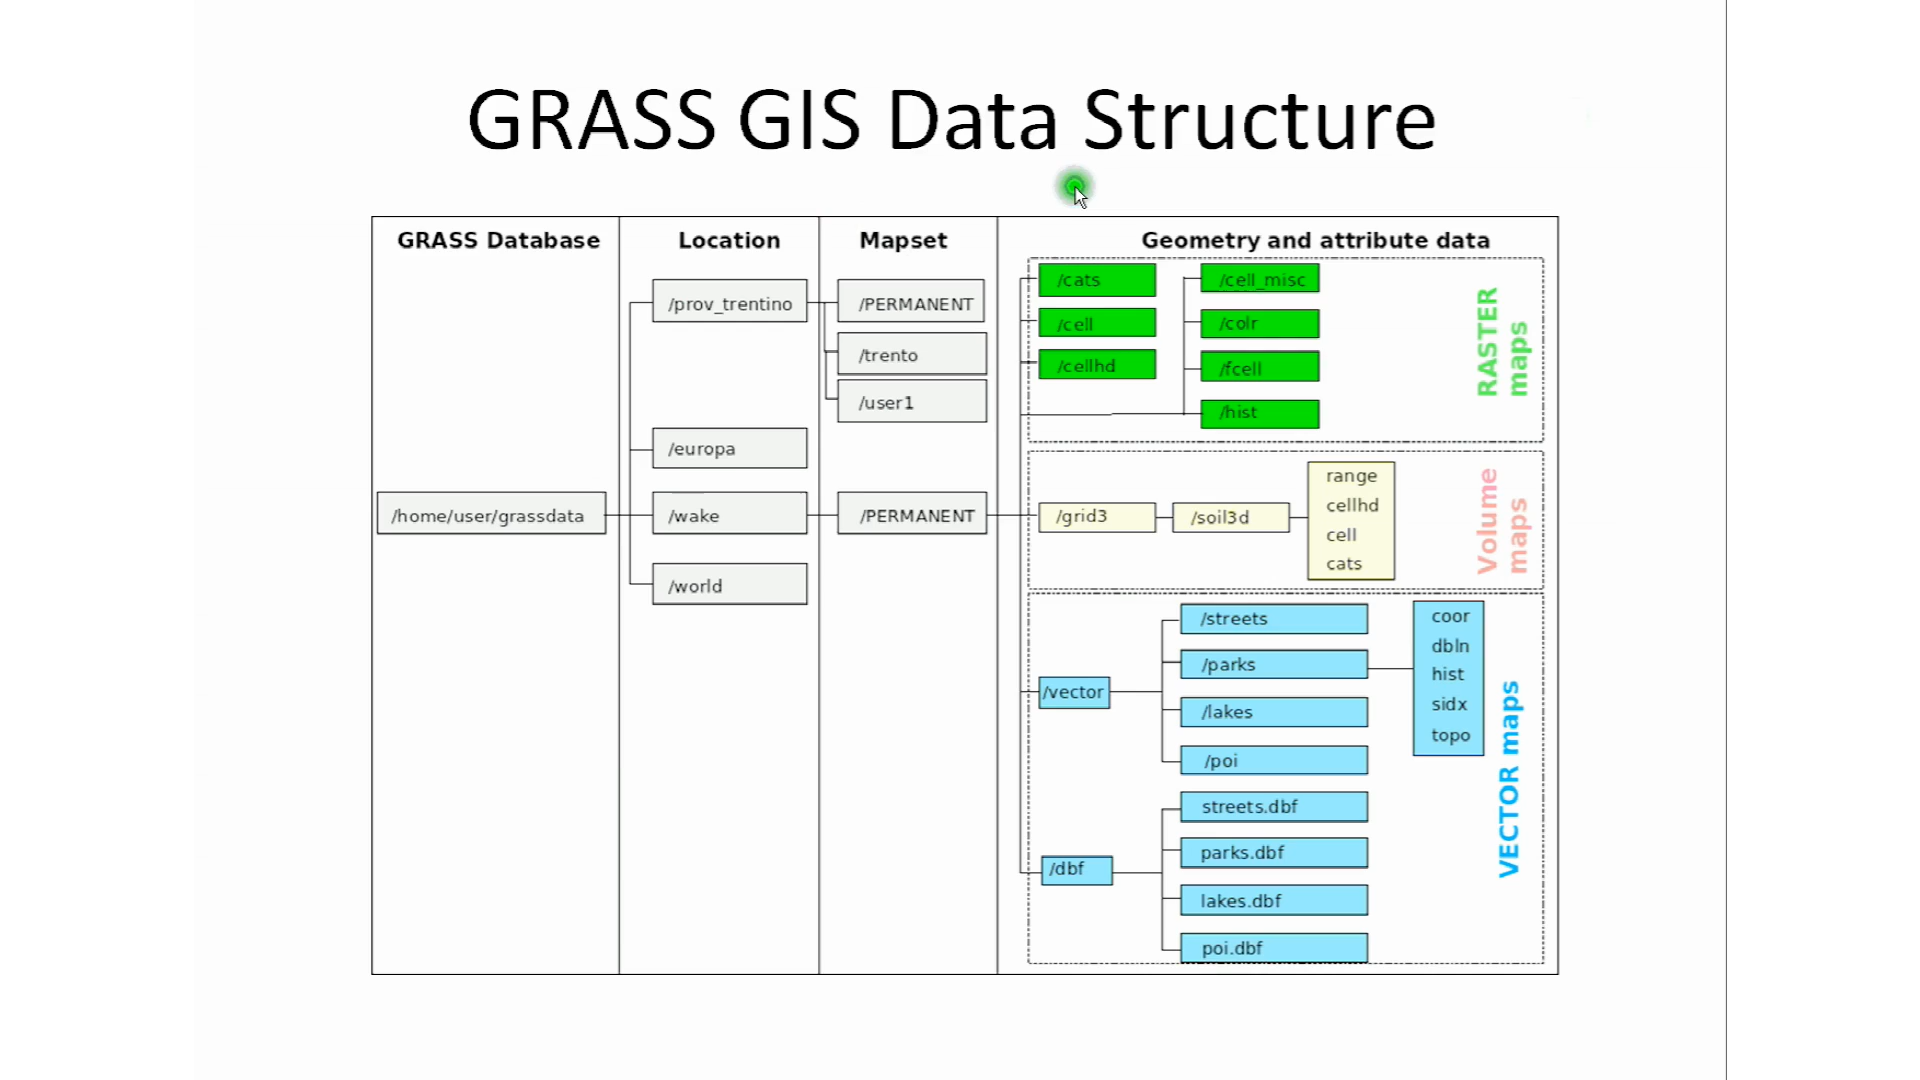 GRASS GIS Data Structure
GRASS Database
Location
Mapset
Geometry and attribute data
/home/user/grassdata
/prov_trentino
/europa
/wake
/world
/PERMANENT
/trento
/user1
/PERMANENT
/cats
/cell
/cellhd
/cell_misc
/colr
/fcell
/hist
RASTER
maps
/grid3
/soil3d
range
cellhd
cell
cats
Volume
maps
/vector
/streets
/parks
/lakes
/poi
coor
dbln
hist
sidx
topo
/dbf
streets.dbf
parks.dbf
lakes.dbf
poi.dbf
VECTOR maps